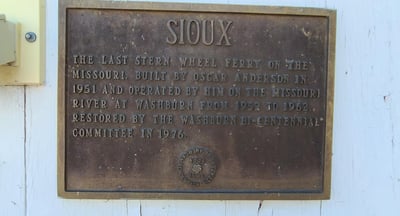 SIOUX
THE LAST STERN WHEEL FERRY ON THE
MISSOURI. BUILT BY OSCAR ANDERSON IN
1951 AND OPERATED BY HIM ON THE MISSOURI
RIVER AT WASHBURN FROM 1952 TO 1962.
RESTORED BY THE WASHBURN BI-CENTENNIAL
COMMITTEE IN 1976.